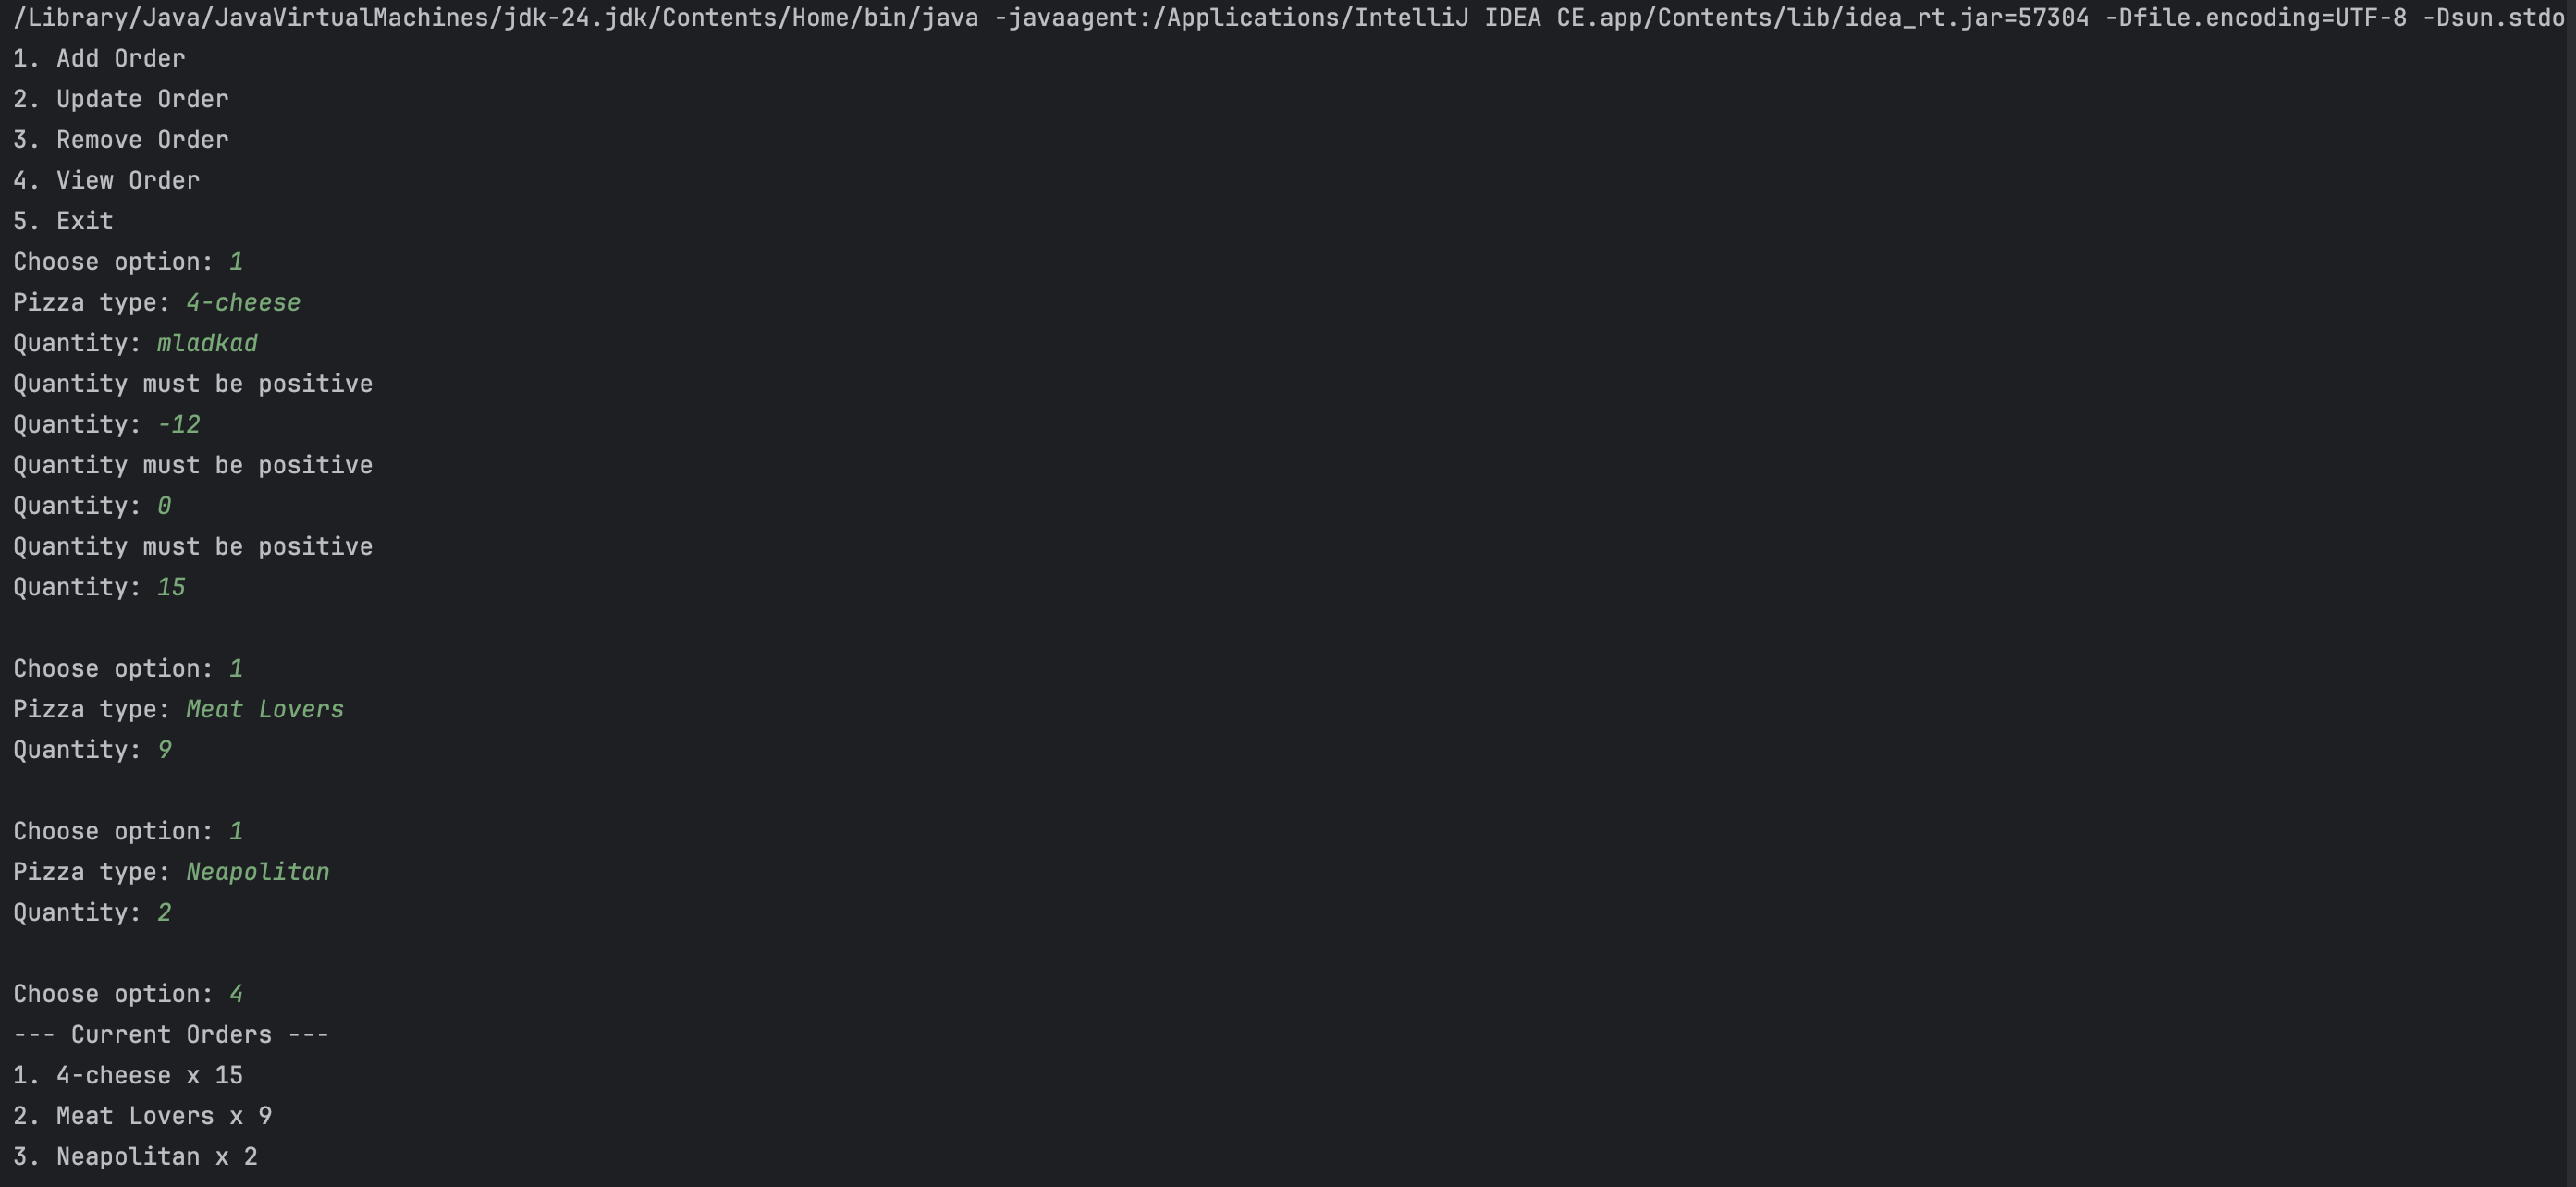 /Library/Java/JavaVirtualMachines/jdk-24.jdk/Contents/Home/bin/java -javaagent:/Applications/IntelliJ IDEA CE.app/Contents/lib/idea_rt.jar=57304 -Dfile.encoding=UTF-8 -Dsun.stdo
1. Add Order
2. Update Order
3. Remove Order
4. View Order
5. Exit
Choose option: 1
Pizza type: 4-cheese
Quantity: mladkad
Quantity must be positive
Quantity: -12
Quantity must be positive
Quantity: 0
Quantity must be positive
Quantity: 15
Choose option: 1
Pizza type: Meat Lovers
Quantity: 9
Choose option: 1
Pizza type: Neapolitan
Quantity: 2
Choose option: 4
--- Current Orders ---
1. 4-cheese x 15
2. Meat Lovers x 9
3. Neapolitan x 2